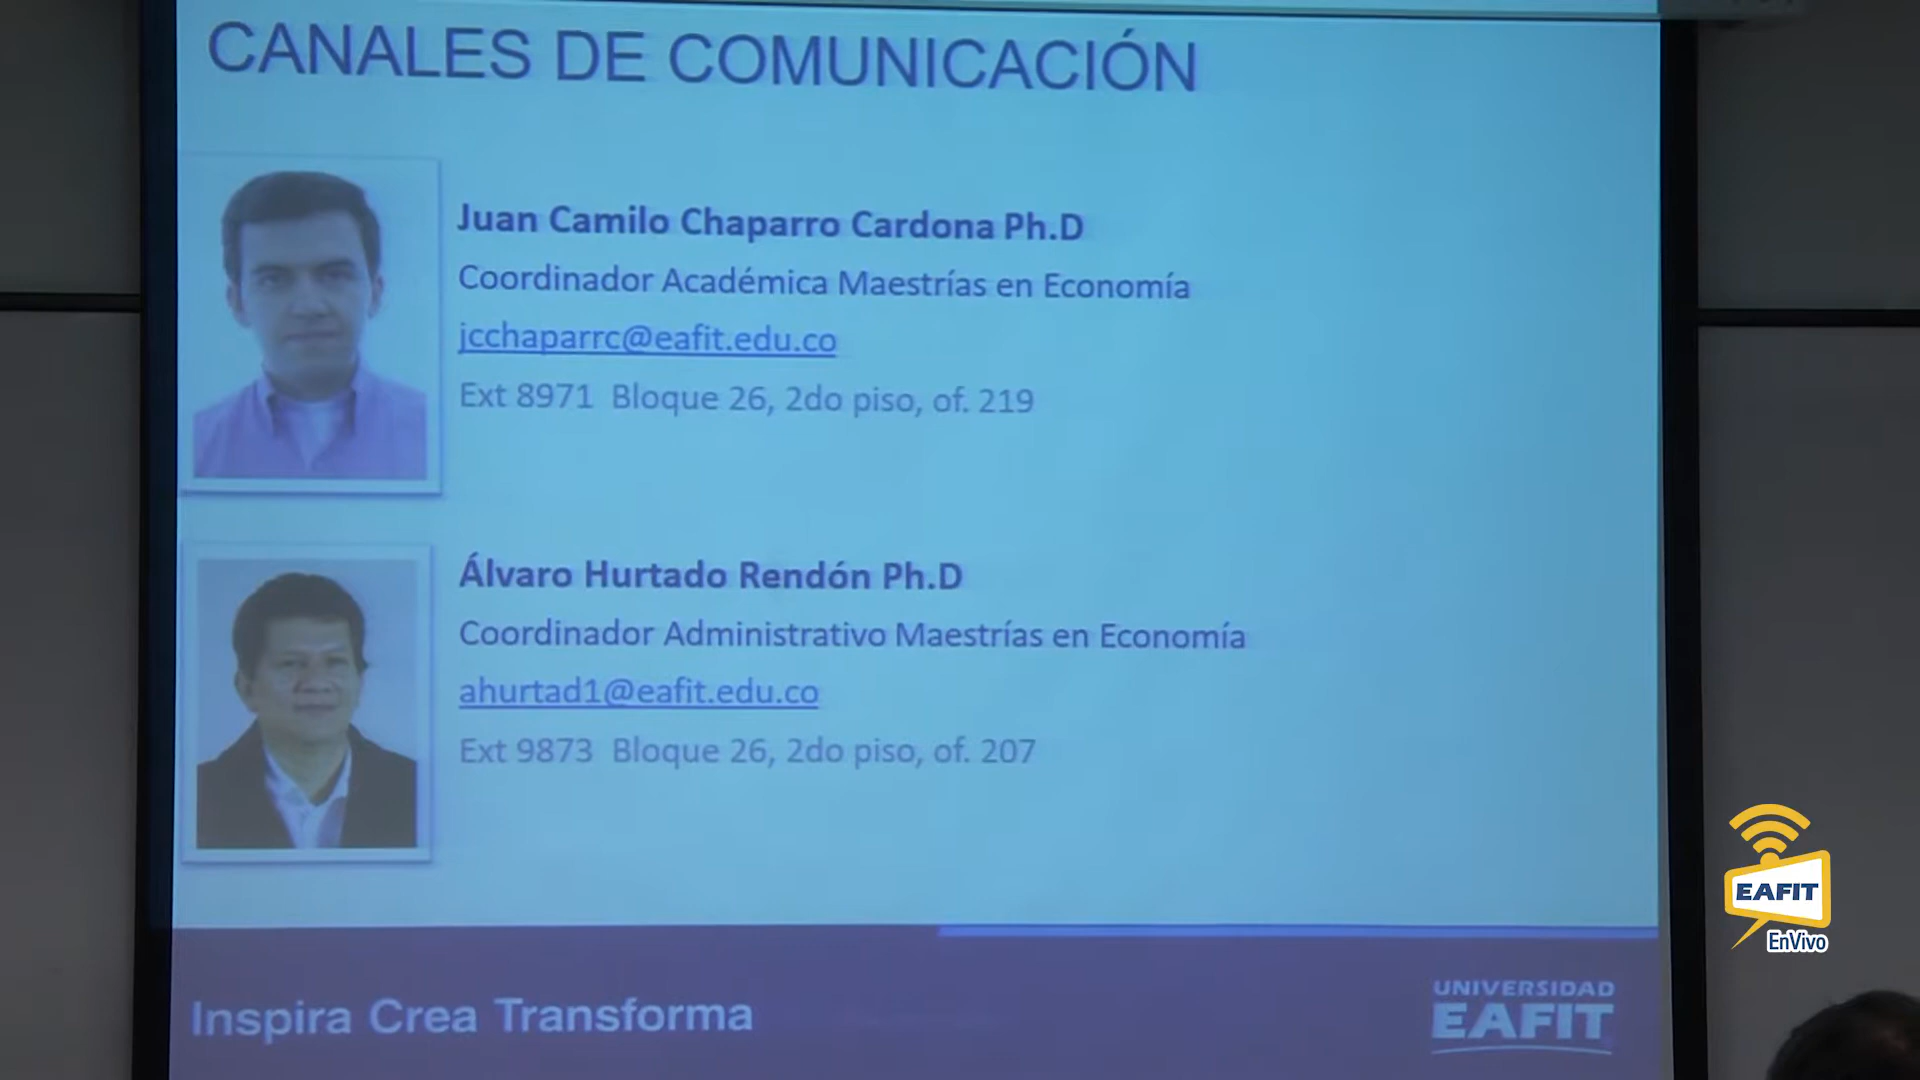 CANALES DE COMUNICACIÓN
Juan Camilo Chaparro Cardona Ph.D
Coordinador Académica Maestrías en Economía
jcchaparrc@eafit.edu.co
Ext 8971 Bloque 26, 2do piso, of. 219
Álvaro Hurtado Rendón Ph.D
Coordinador Administrativo Maestrías en Economía
ahurtad1@eafit.edu.co
Ext 9873 Bloque 26, 2do piso, of. 207
EAFIT
EnVivo
Inspira Crea Transforma
UNIVERSIDAD
EAFIT